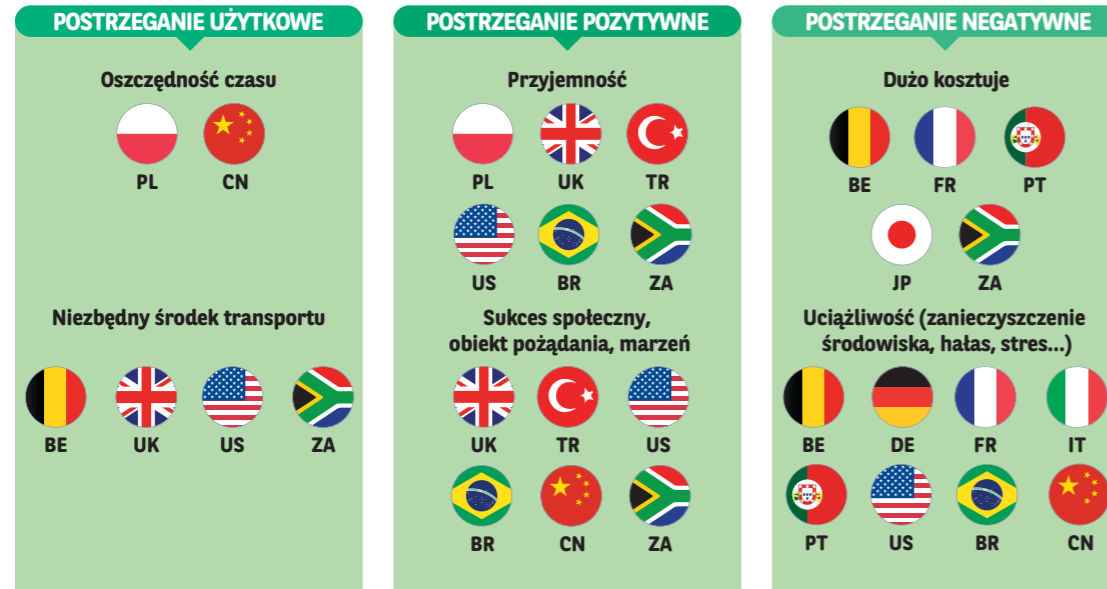 POSTRZEGANIE UŻYTKOWE
Oszczędność czasu
PL CN
Niezbędny środek transportu
BE UK US ZA
POSTRZEGANIE POZYTYWNE
Przyjemność
PL UK TR
US BR ZA
Sukces społeczny,
obiekt pożądania, marzeń
UK TR US
BR CN ZA
POSTRZEGANIE NEGATYWNE
Dużo kosztuje
BE FR PT
JP ZA
Uciążliwość (zanieczyszczenie
środowiska, hałas, stres...)
BE DE FR IT
PT US BR CN